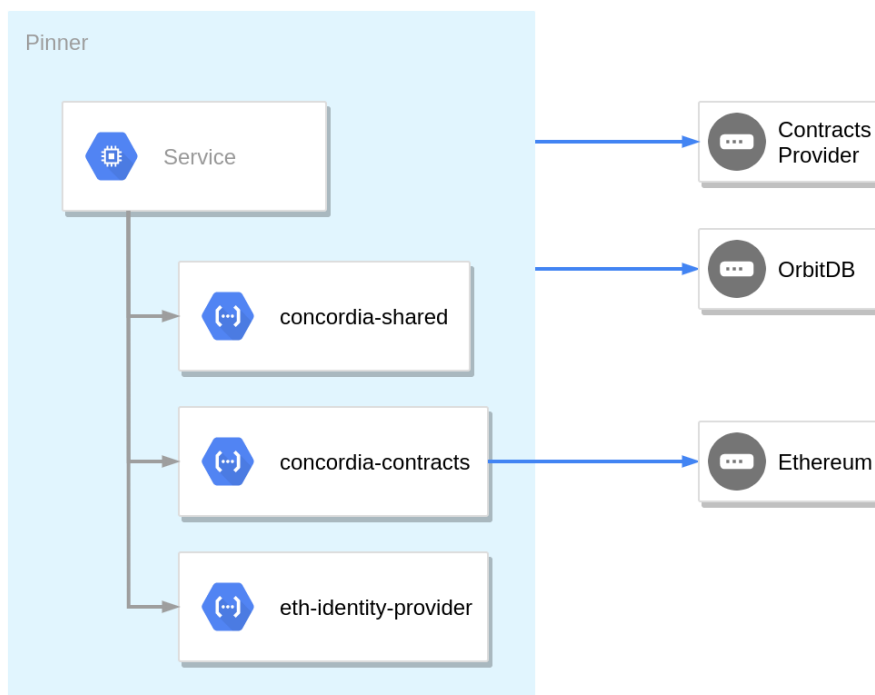 Pinner
Service
Contracts
Provider
OrbitDB
concordia-shared
concordia-contracts
Ethereum
eth-identity-provider